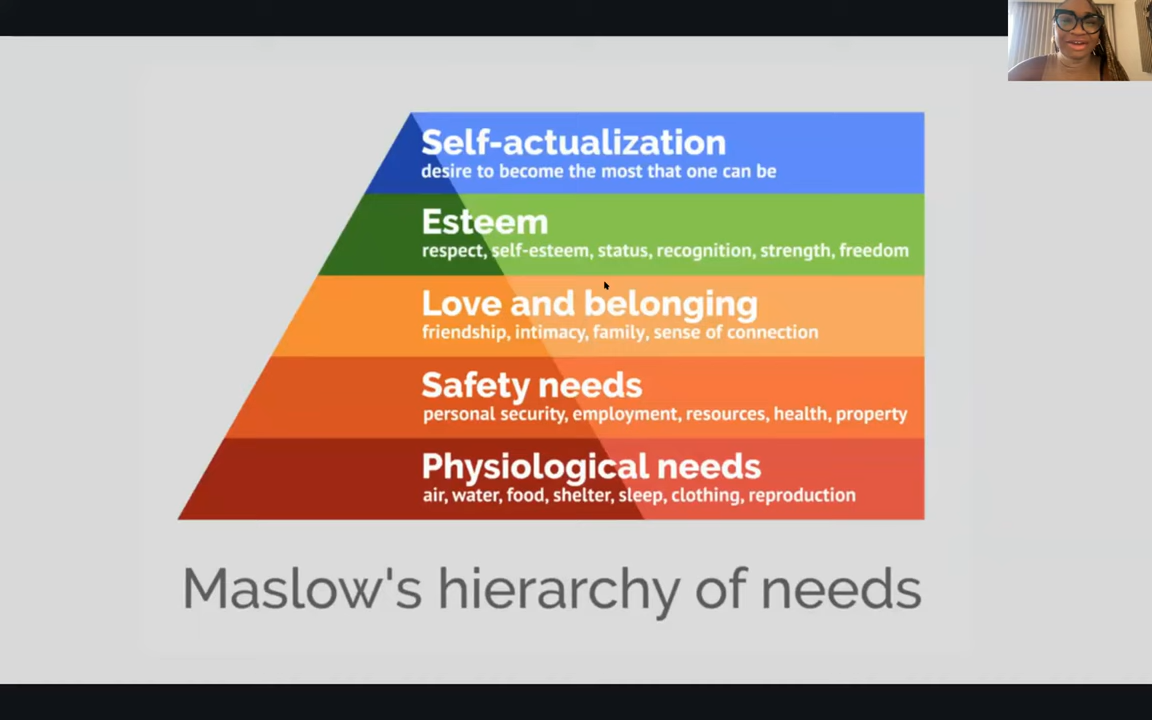 Self-actualization
desire to become the most that one can be
Esteem
respect, self-esteem, status, recognition, strength, freedom
Love and belonging
friendship, intimacy, family, sense of connection
Safety needs
personal security, employment, resources, health, property
Physiological needs
air, water, food, shelter, sleep, clothing, reproduction
Maslow's hierarchy of needs